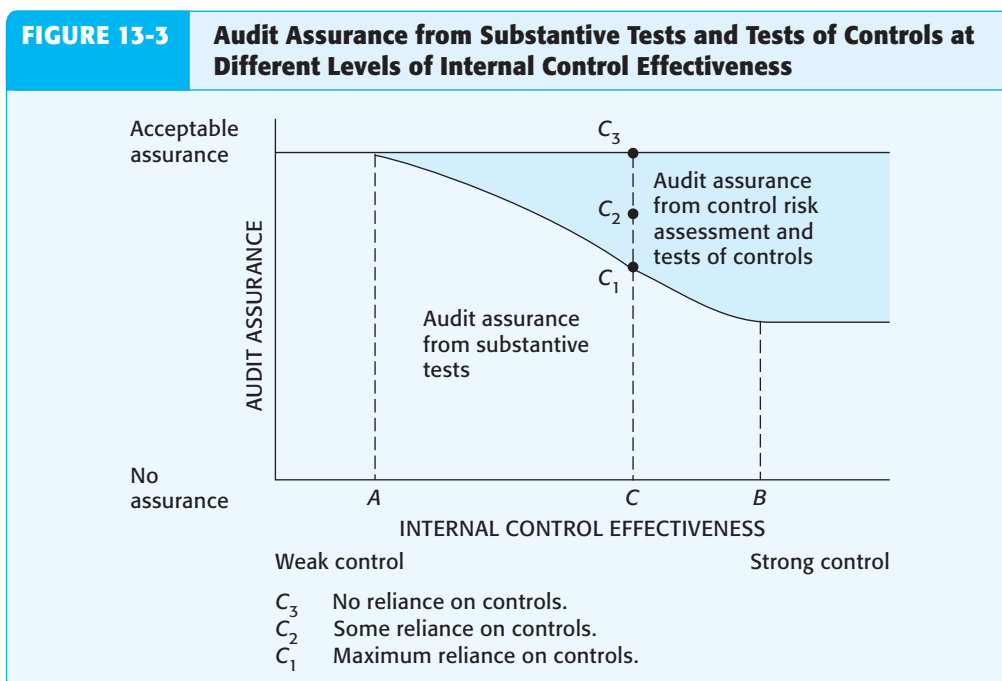 FIGURE 13-3
Audit Assurance from Substantive Tests and Tests of Controls at
Different Levels of Internal Control Effectiveness
Acceptable
assurance
AUDIT ASSURANCE
No
assurance
C3
C2
C1
Audit assurance
from control risk
assessment and
tests of controls
Audit assurance
from substantive
tests
A
C
B
INTERNAL CONTROL EFFECTIVENESS
Weak control
Strong control
C3 No reliance on controls.
C2 Some reliance on controls.
C1 Maximum reliance on controls.